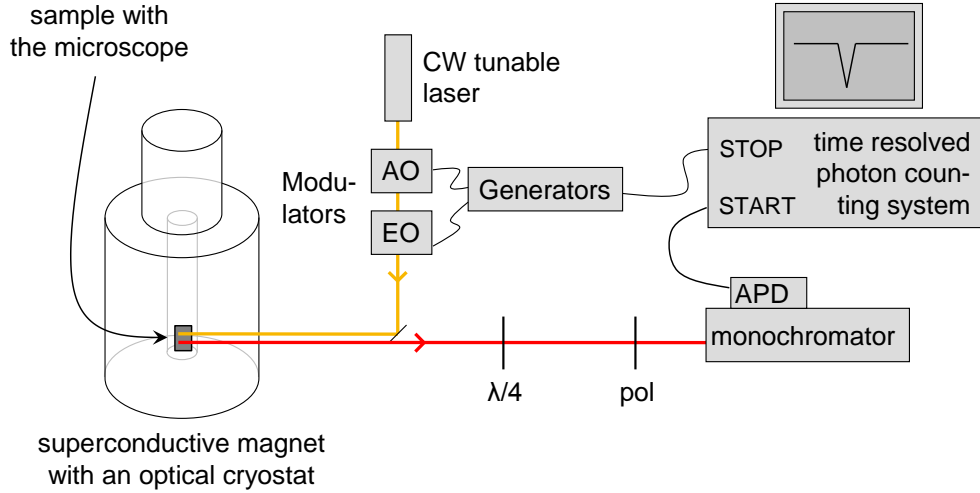 sample with
the microscope
CW tunable
laser
Modu-
lators
AO
EO
Generators
STOP
START
time resolved
photon coun-
ting system
APD
monochromator
λ/4
pol
superconductive magnet
with an optical cryostat